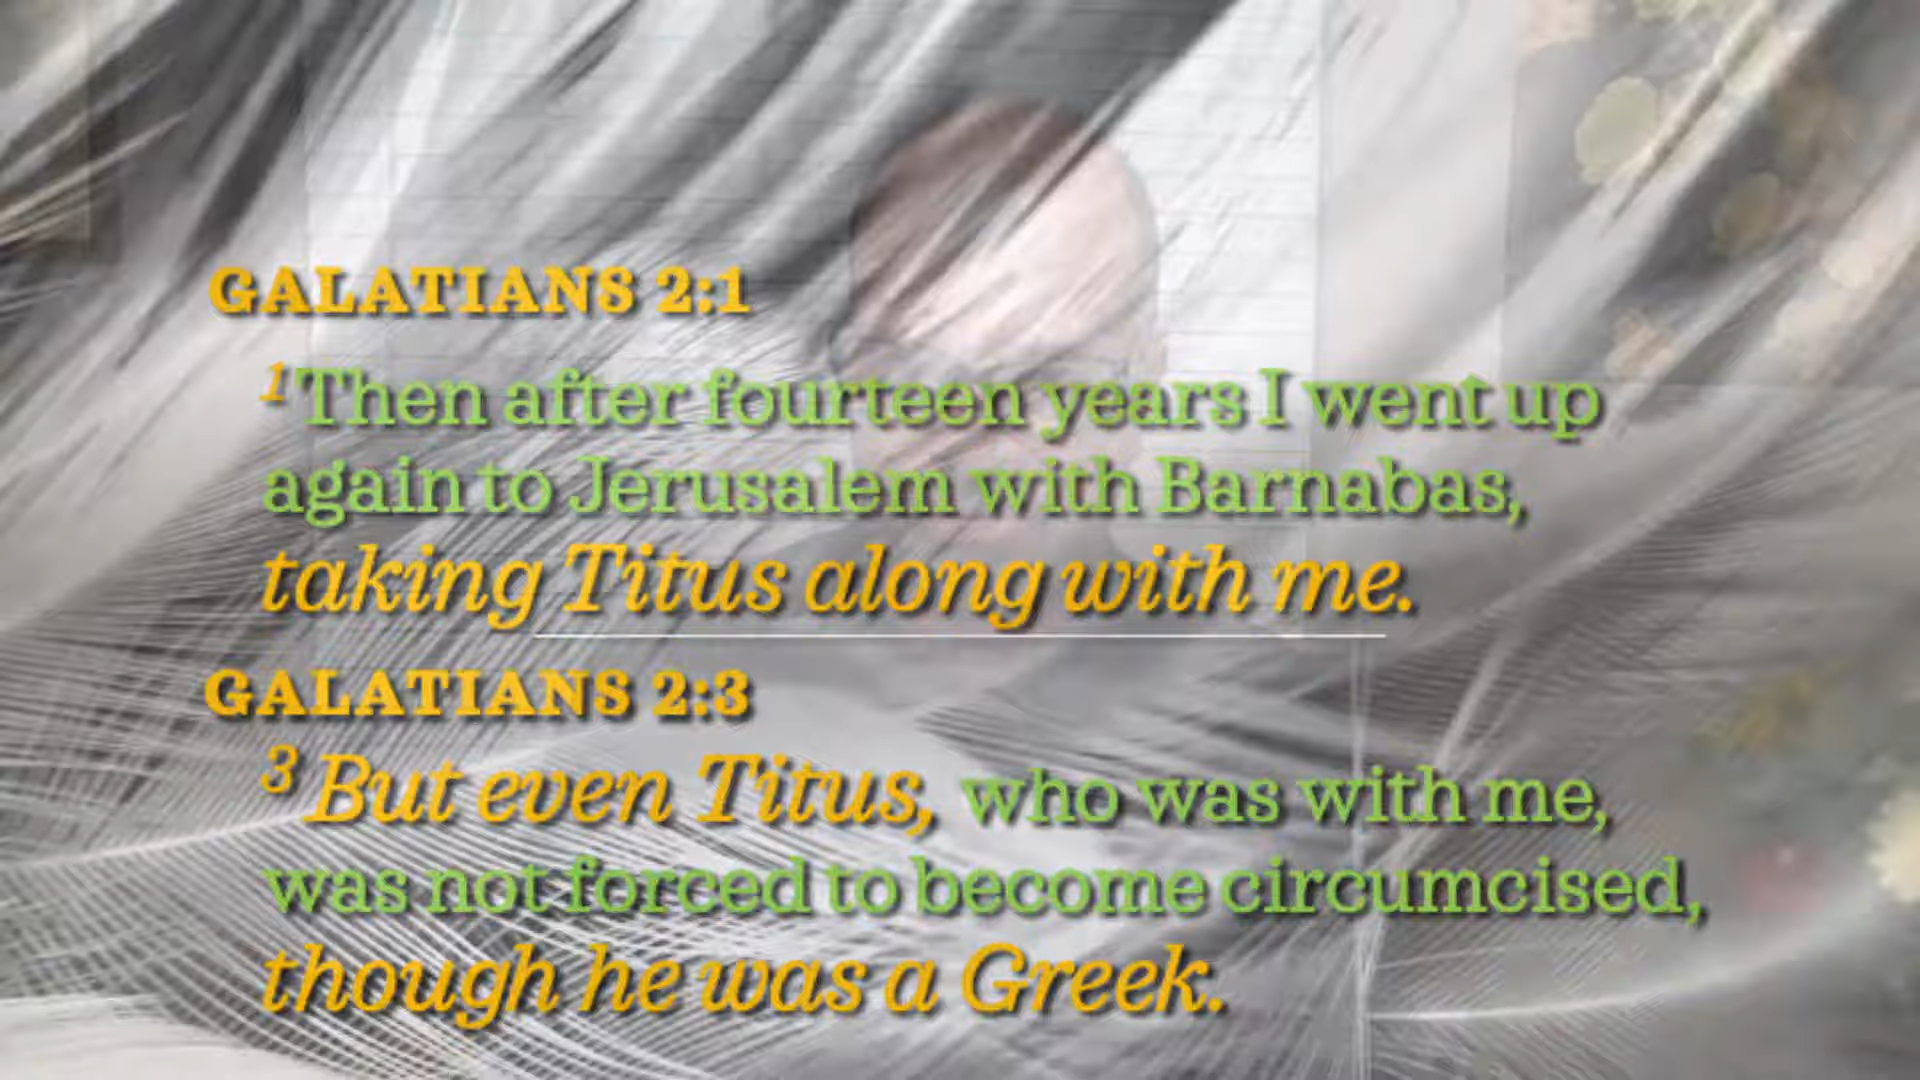 GALATIANS 2:1
1 Then after fourteen years I went up
again to Jerusalem with Barnabas,
taking Titus along with me.
GALATIANS 2:3
3 But even Titus, who was with me,
was not forced to become circumcised,
though he was a Greek.